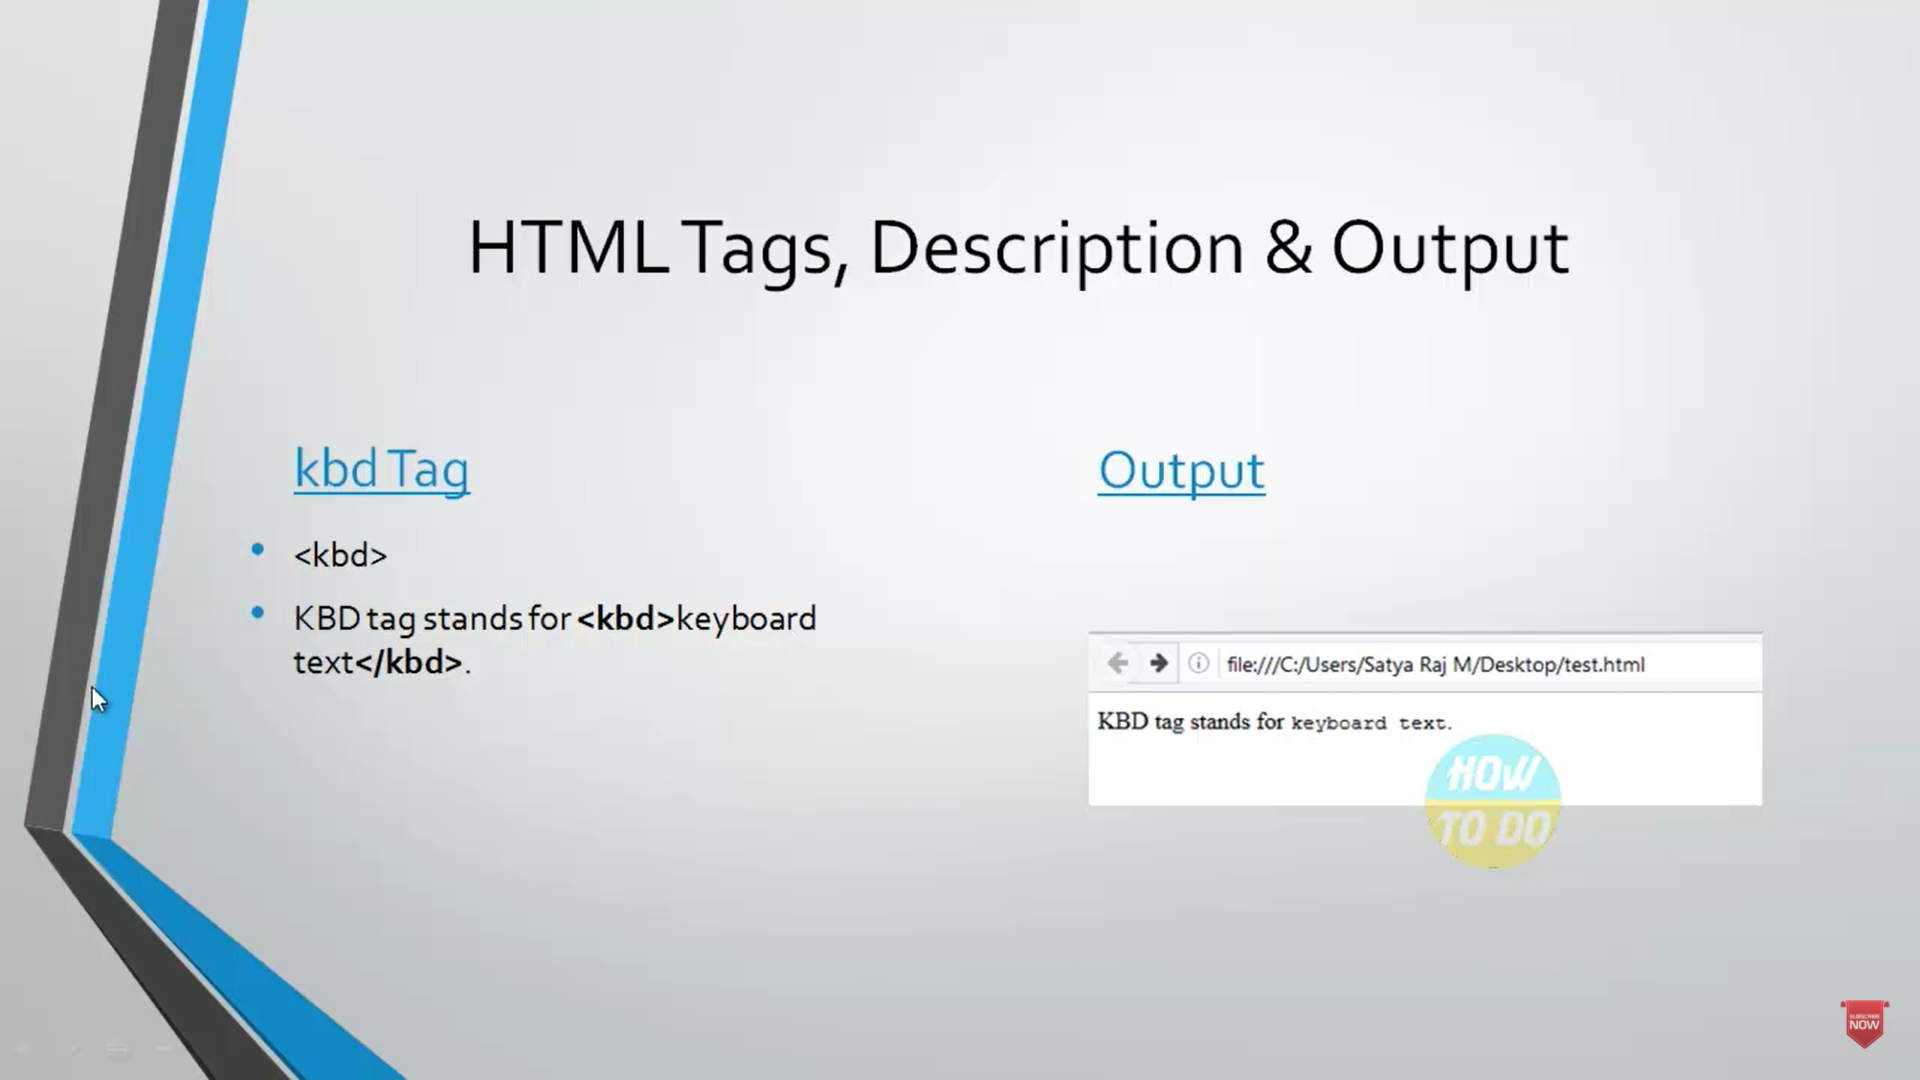 HTML Tags, Description & Output
kbd Tag
<kbd>
KBD tag stands for <kbd>keyboard
text</kbd>.
Output
file:///C:/Users/Satya Raj M/Desktop/test.html
KBD tag stands for keyboard text.
HOW
TO DO
SUBSCRIBE
NOW